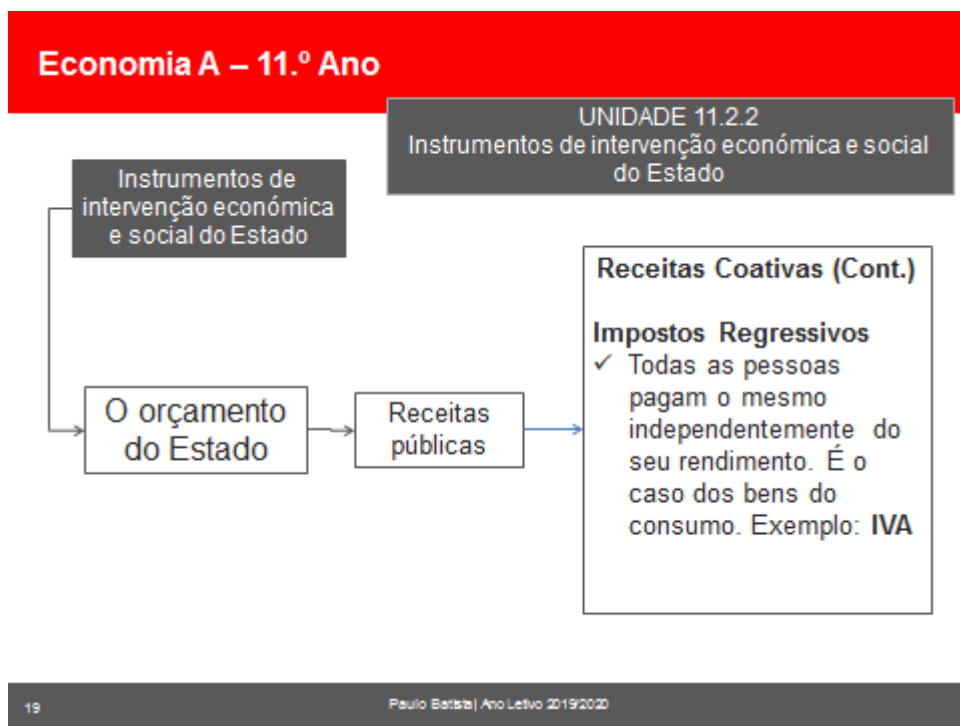 Economia A – 11.º Ano
UNIDADE 11.2.2
Instrumentos de intervenção económica e social
do Estado
Instrumentos de
intervenção económica
e social do Estado
Receitas Coativas (Cont.)
Impostos Regressivos
✓ Todas as pessoas
pagam o mesmo
independentemente do
seu rendimento. É o
caso dos bens do
consumo. Exemplo: IVA
O orçamento
do Estado
Receitas
públicas
19
Paulo Batista| Ano Letivo 2019/2020